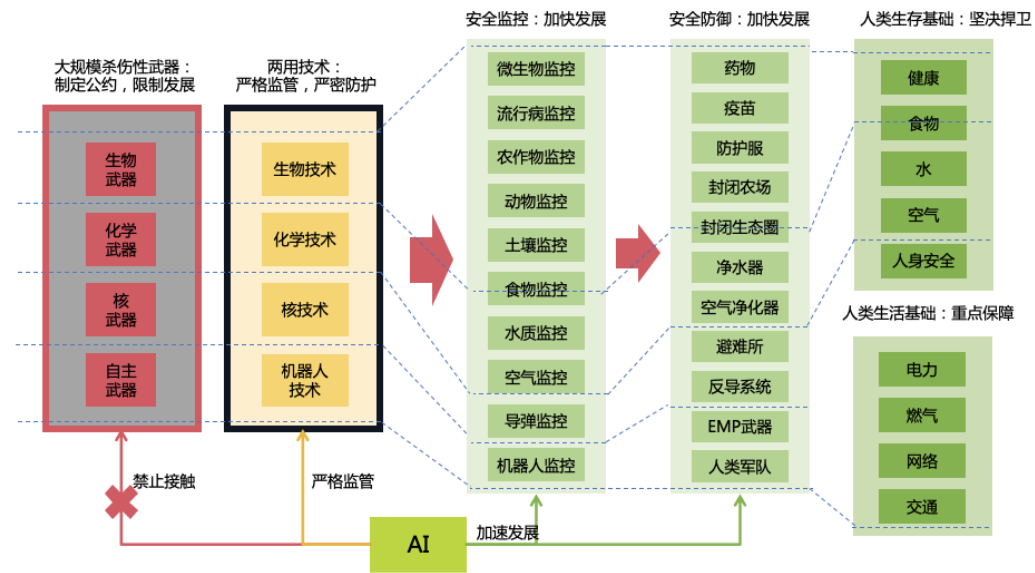 大规模杀伤性武器：
制定公约，限制发展
生物
武器
化学
武器
核
武器
自主
武器
两用技术：
严格监管，严密防护
生物技术
化学技术
核技术
机器人
技术
安全监控：加快发展
微生物监控
流行病监控
农作物监控
动物监控
土壤监控
食物监控
水质监控
空气监控
导弹监控
机器人监控
安全防御：加快发展
药物
疫苗
防护服
封闭农场
封闭生态圈
净水器
空气净化器
避难所
反导系统
EMP武器
人类军队
人类生存基础：坚决捍卫
健康
食物
水
空气
人身安全
人类生活基础：重点保障
电力
燃气
网络
交通
禁止接触
严格监管
AI
加速发展